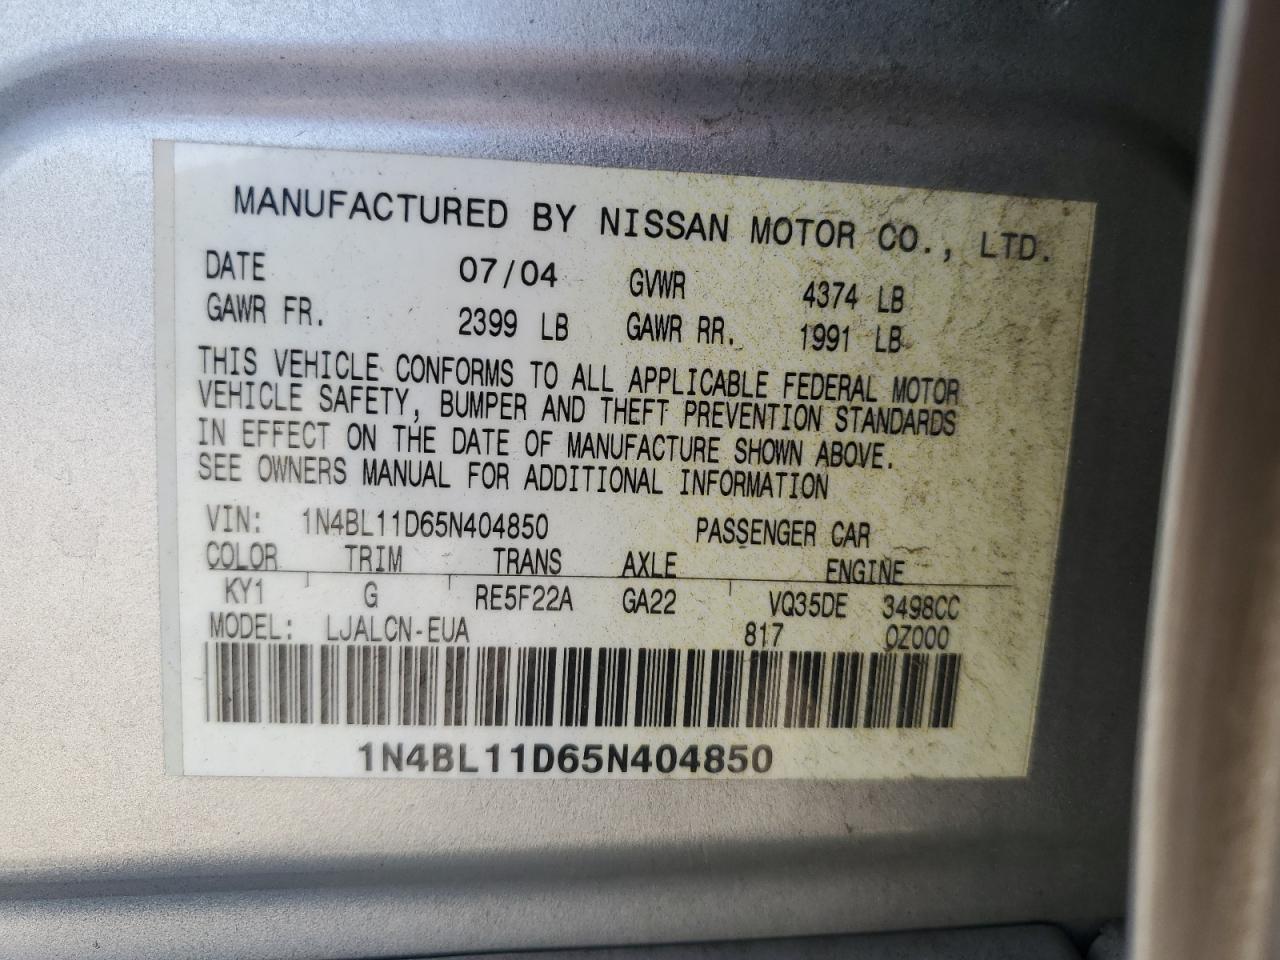 MANUFACTURED BY NISSAN MOTOR CO., LTD.
DATE 07/04 GVWR 4374 LB
GAWR FR. 2399 LB GAWR RR. 1991 LB
THIS VEHICLE CONFORMS TO ALL APPLICABLE FEDERAL MOTOR
VEHICLE SAFETY, BUMPER AND THEFT PREVENTION STANDARDS
IN EFFECT ON THE DATE OF MANUFACTURE SHOWN ABOVE.
SEE OWNERS MANUAL FOR ADDITIONAL INFORMATION
VIN: 1N4BL11D65N404850 PASSENGER CAR
COLOR TRIM TRANS AXLE ENGINE
KY1 G RE5F22A GA22 VQ35DE 3498CC
MODEL: LJALCN-EUA 817 0Z000
1N4BL11D65N404850